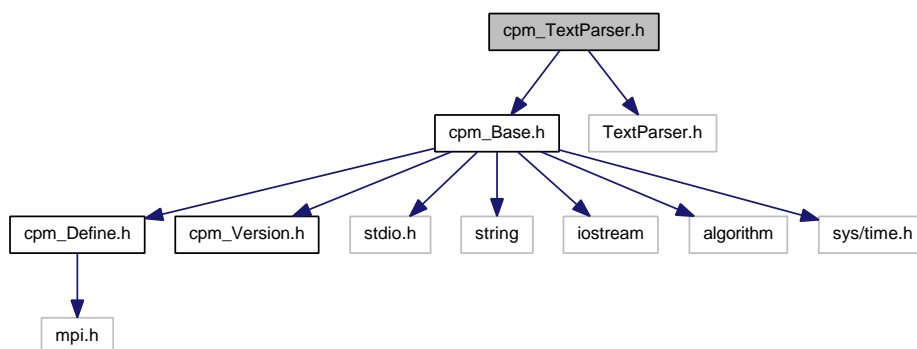 cpm_TextParser.h
cpm_Base.h
TextParser.h
cpm_Define.h
cpm_Version.h
stdio.h
string
iostream
algorithm
sys/time.h
mpi.h